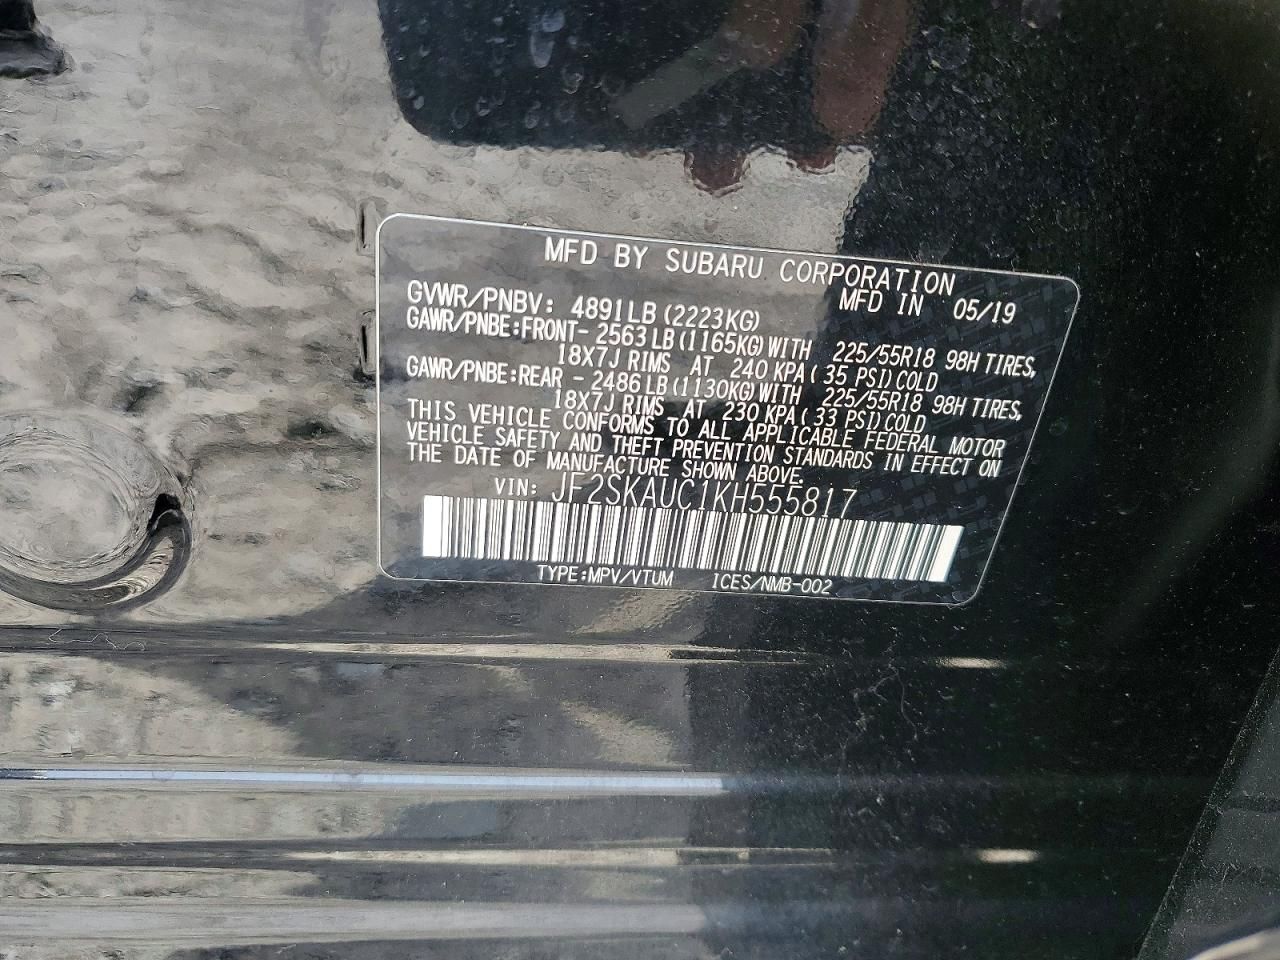 MFD BY SUBARU CORPORATION
GVWR/PNBV: 4891LB (2223KG) MFD IN 05/19
GAWR/PNBE:FRONT- 2563LB (1165KG) WITH 225/55R18 98H TIRES,
18X7J RIMS AT 240 KPA ( 35 PSI) COLD
GAWR/PNBE:REAR - 2486LB (1130KG) WITH 225/55R18 98H TIRES,
18X7J RIMS AT 230 KPA ( 33 PSI) COLD
THIS VEHICLE CONFORMS TO ALL APPLICABLE FEDERAL MOTOR
VEHICLE SAFETY AND THEFT PREVENTION STANDARDS IN EFFECT ON
THE DATE OF MANUFACTURE SHOWN ABOVE.
VIN: JF2SKAUC1KH555817
TYPE:MPV/VTUM ICES/NMB-002